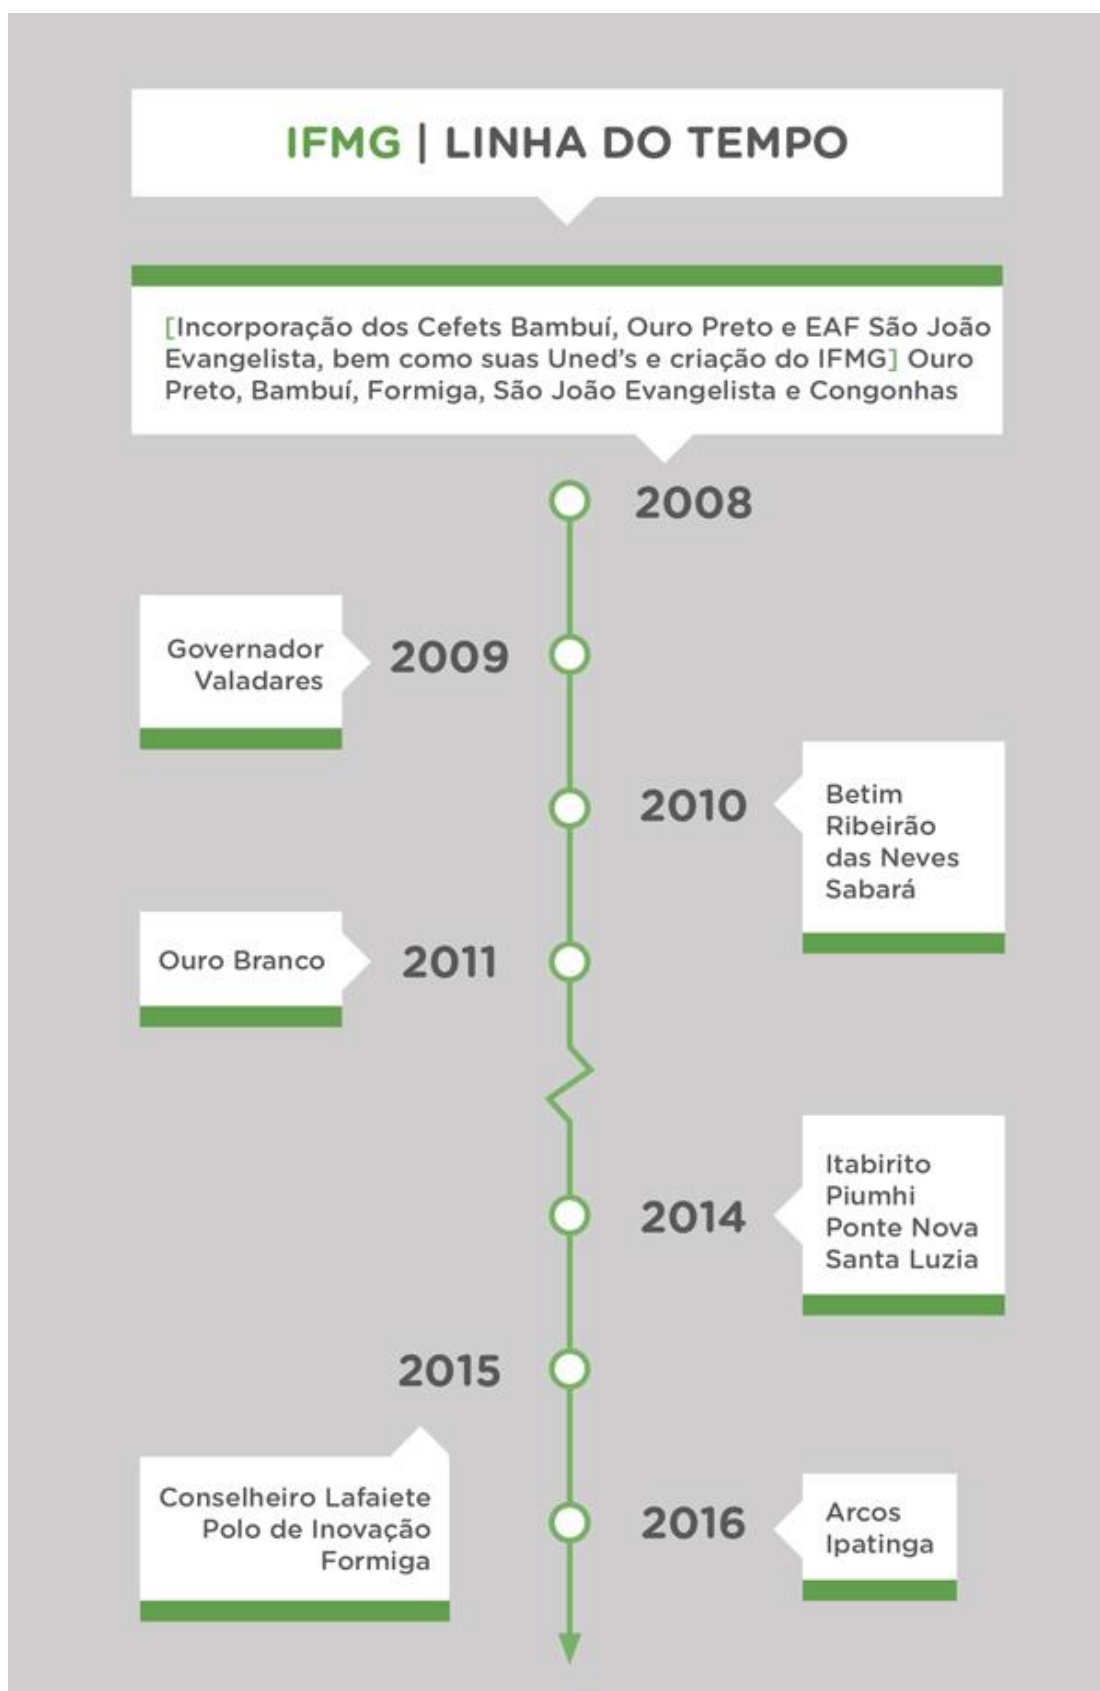 IFMG | LINHA DO TEMPO
[Incorporação dos Cefets Bambuí, Ouro Preto e EAF São João
Evangelista, bem como suas Uned's e criação do IFMG] Ouro
Preto, Bambuí, Formiga, São João Evangelista e Congonhas
2008
Governador
Valadares
2009
2010
Betim
Ribeirão
das Neves
Sabará
Ouro Branco
2011
2014
Itabirito
Piumhi
Ponte Nova
Santa Luzia
2015
Conselheiro Lafaiete
Polo de Inovação
Formiga
2016
Arcos
Ipatinga